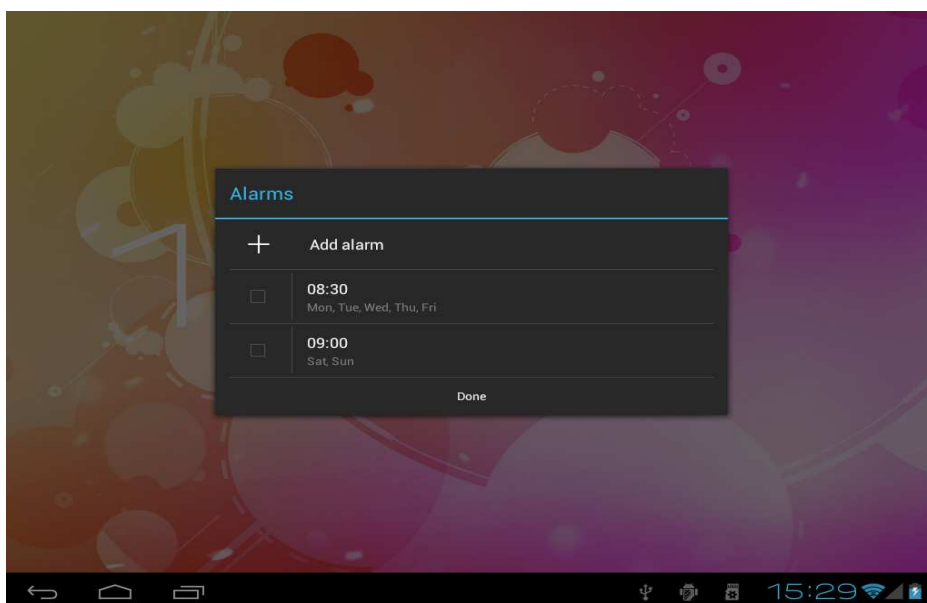 Alarms
Add alarm
08:30
Mon, Tue, Wed, Thu, Fri
09:00
Sat, Sun
Done
15:29